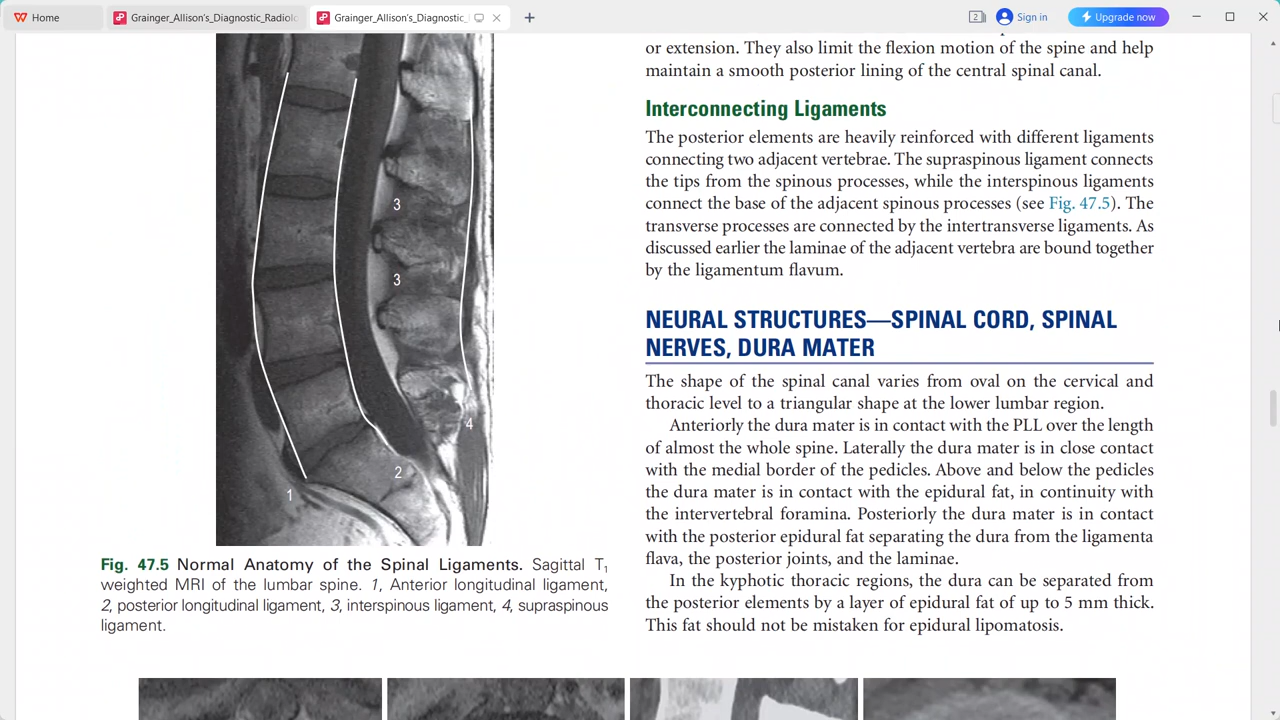 Home
Grainger_Allison's_Diagnostic_Radiolo
Grainger_Allison's_Diagnostic_
2
Sign in
Upgrade now
3
3
4
2
1
Fig. 47.5 Normal Anatomy of the Spinal Ligaments. Sagittal T1
weighted MRI of the lumbar spine. 1, Anterior longitudinal ligament,
2, posterior longitudinal ligament, 3, interspinous ligament, 4, supraspinous
ligament.
or extension. They also limit the flexion motion of the spine and help
maintain a smooth posterior lining of the central spinal canal.
Interconnecting Ligaments
The posterior elements are heavily reinforced with different ligaments
connecting two adjacent vertebrae. The supraspinous ligament connects
the tips from the spinous processes, while the interspinous ligaments
connect the base of the adjacent spinous processes (see Fig. 47.5). The
transverse processes are connected by the intertransverse ligaments. As
discussed earlier the laminae of the adjacent vertebra are bound together
by the ligamentum flavum.
NEURAL STRUCTURES—SPINAL CORD, SPINAL
NERVES, DURA MATER
The shape of the spinal canal varies from oval on the cervical and
thoracic level to a triangular shape at the lower lumbar region.
Anteriorly the dura mater is in contact with the PLL over the length
of almost the whole spine. Laterally the dura mater is in close contact
with the medial border of the pedicles. Above and below the pedicles
the dura mater is in contact with the epidural fat, in continuity with
the intervertebral foramina. Posteriorly the dura mater is in contact
with the posterior epidural fat separating the dura from the ligamenta
flava, the posterior joints, and the laminae.
In the kyphotic thoracic regions, the dura can be separated from
the posterior elements by a layer of epidural fat of up to 5 mm thick.
This fat should not be mistaken for epidural lipomatosis.